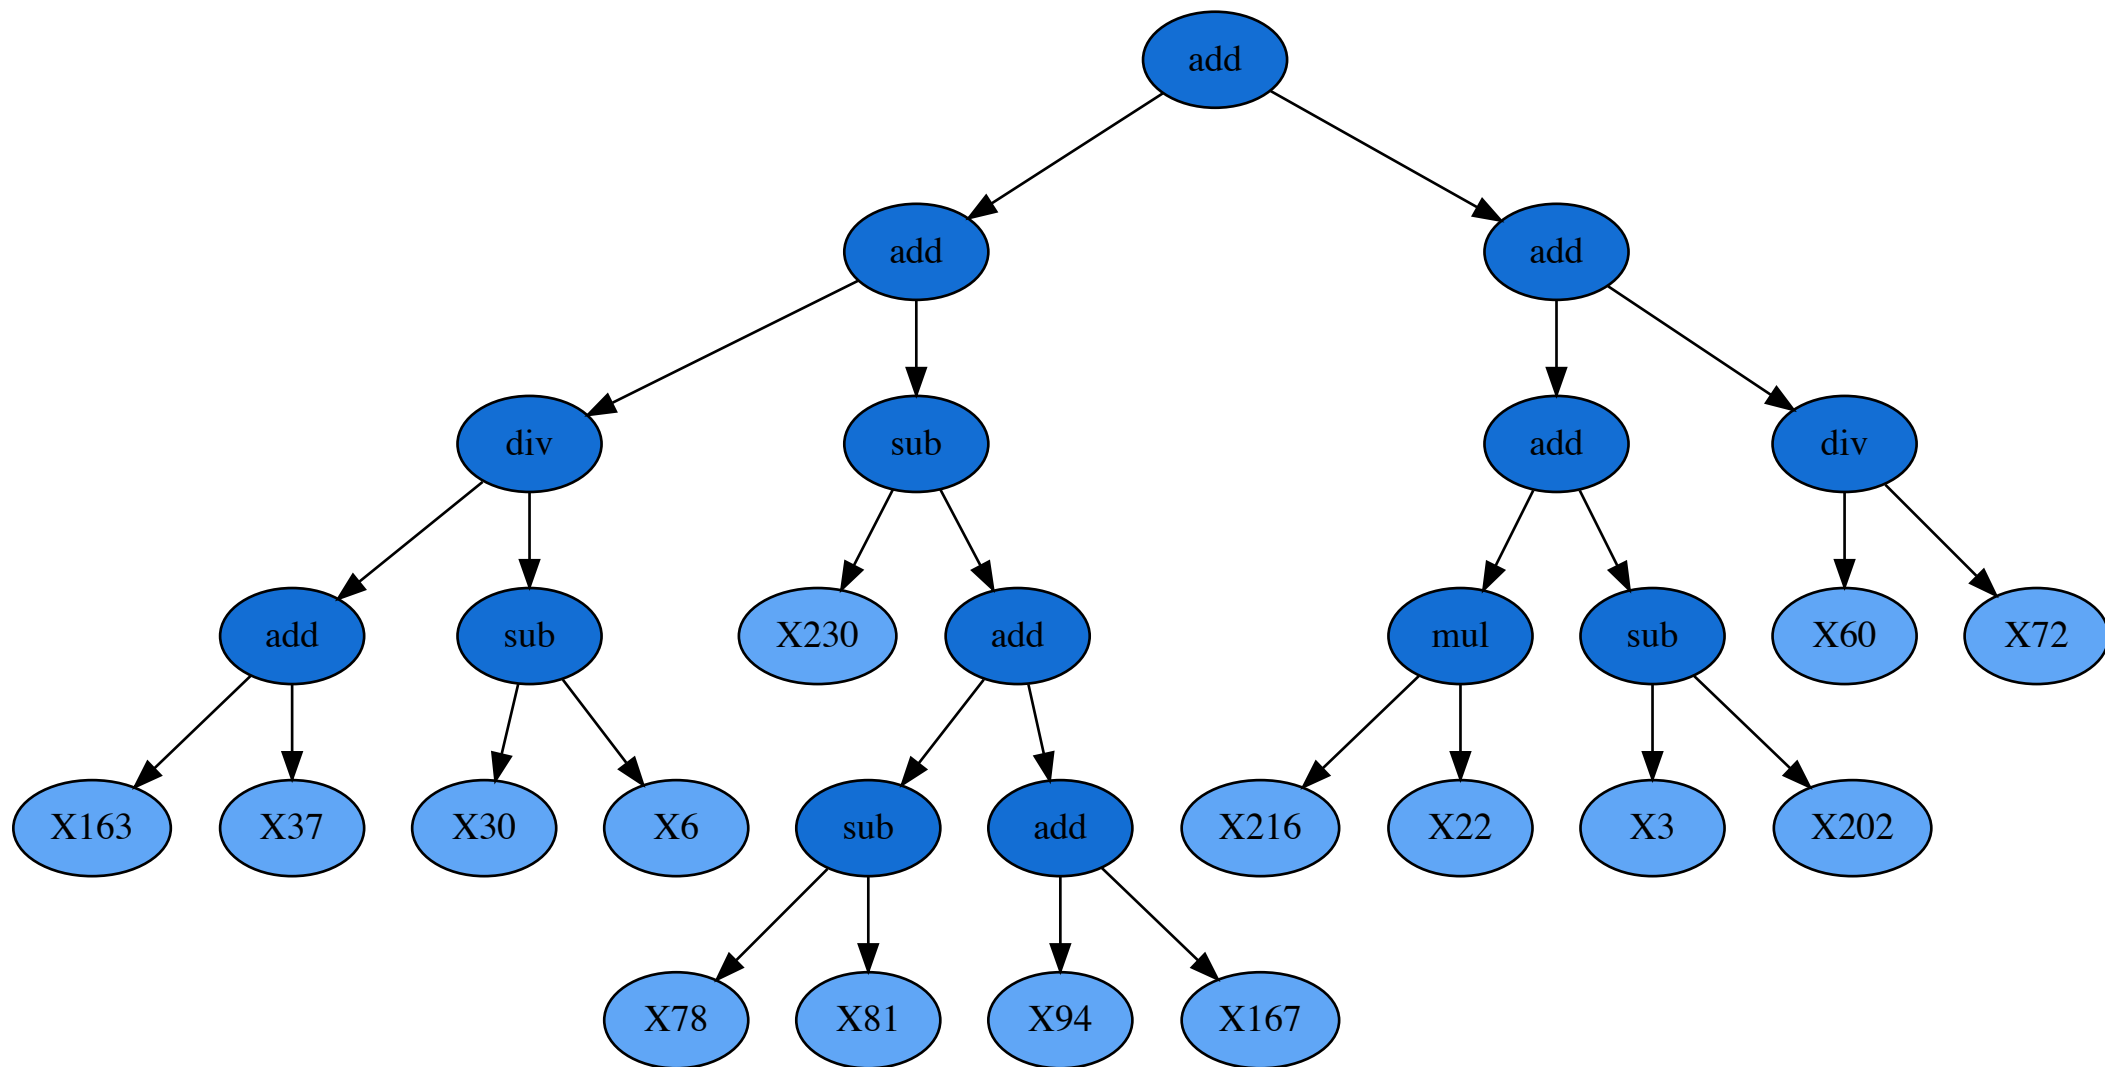 add
add add
div sub add div
add sub X230 add mul sub X60 X72
X163 X37 X30 X6 sub add X216 X22 X3 X202
X78 X81 X94 X167